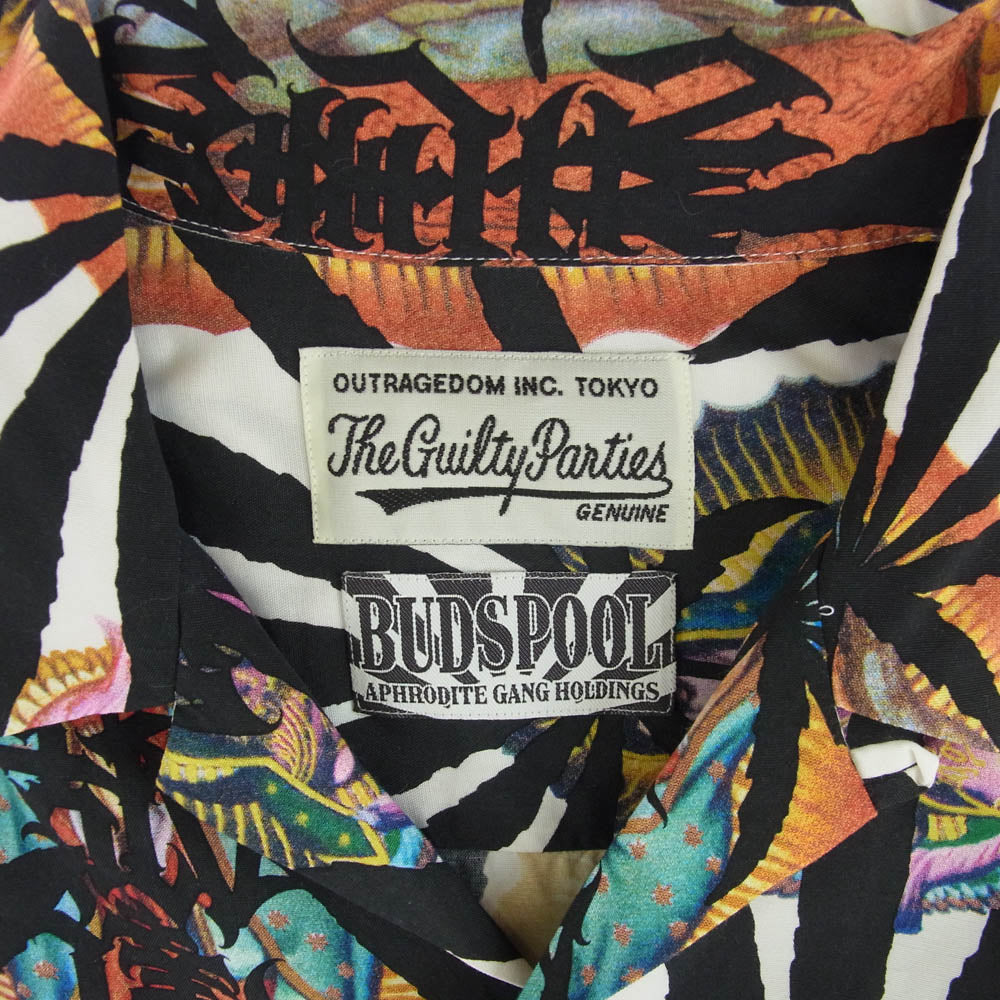 OUTRAGEDOM INC. TOKYO
The Guilty Parties
GENUINE
BUDSPOOL
APHRODITE GANG HOLDINGS